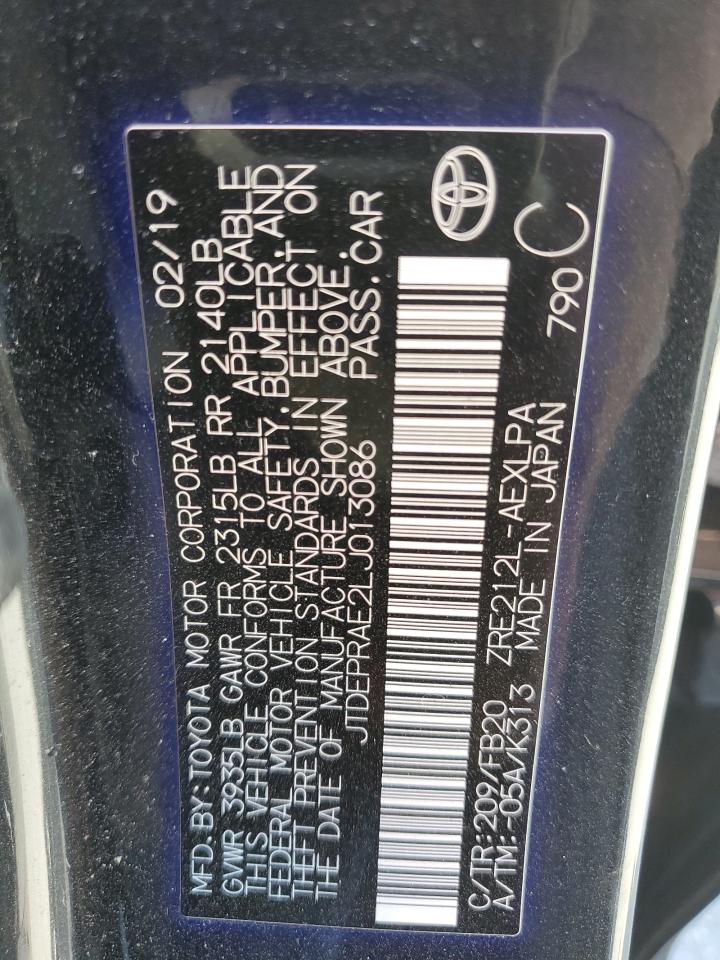 MFD.BY:TOYOTA MOTOR CORPORATION 02/19
GVWR 3935LB GAWR FR 2315LB RR 2140LB
THIS VEHICLE CONFORMS TO ALL APPLICABLE
FEDERAL MOTOR VEHICLE SAFETY,BUMPER,AND
THEFT PREVENTION STANDARDS IN EFFECT ON
THE DATE OF MANUFACTURE SHOWN ABOVE.
JTDEPRAE2LJ013086 PASS.CAR
C/TR:209/FB20 ZRE212L-AEXLPA
A/TM:-05A/K313 MADE IN JAPAN 790 C